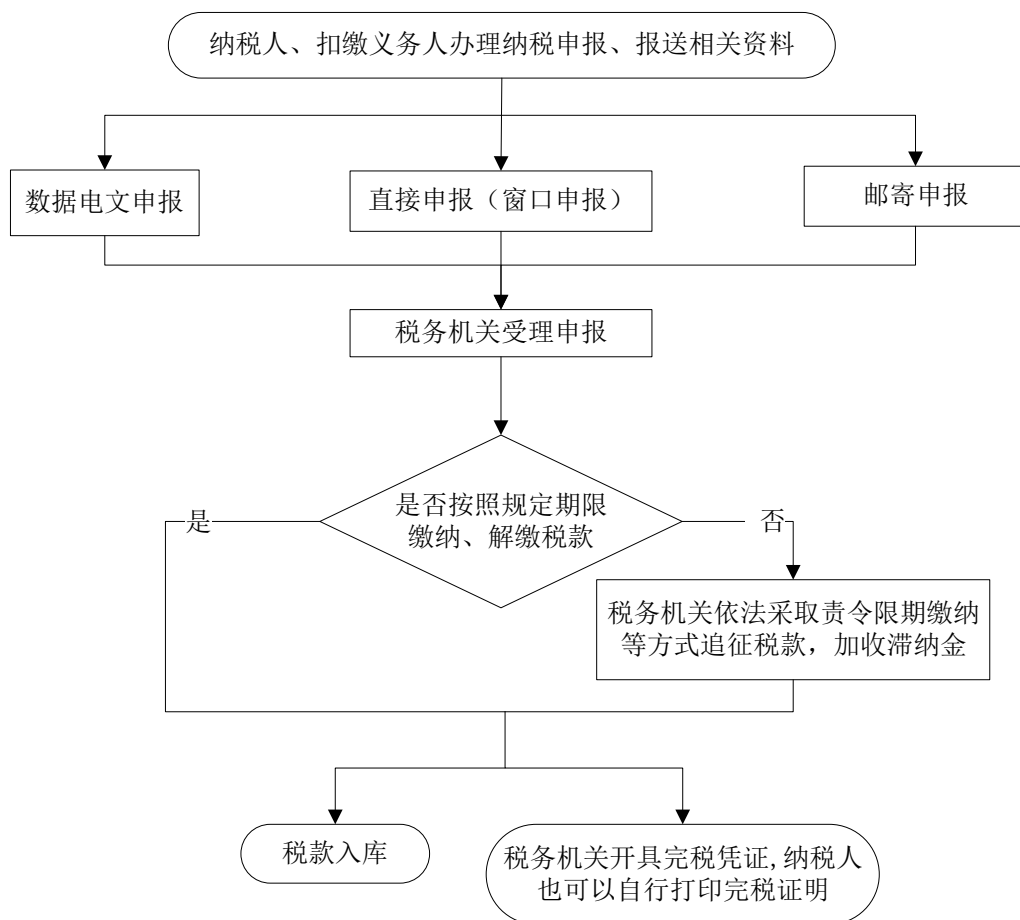 纳税人、扣缴义务人办理纳税申报、报送相关资料
数据电文申报
直接申报（窗口申报）
邮寄申报
税务机关受理申报
是否按照规定期限
缴纳、解缴税款
是
否
税务机关依法采取责令限期缴纳
等方式追征税款，加收滞纳金
税款入库
税务机关开具完税凭证,纳税人
也可以自行打印完税证明